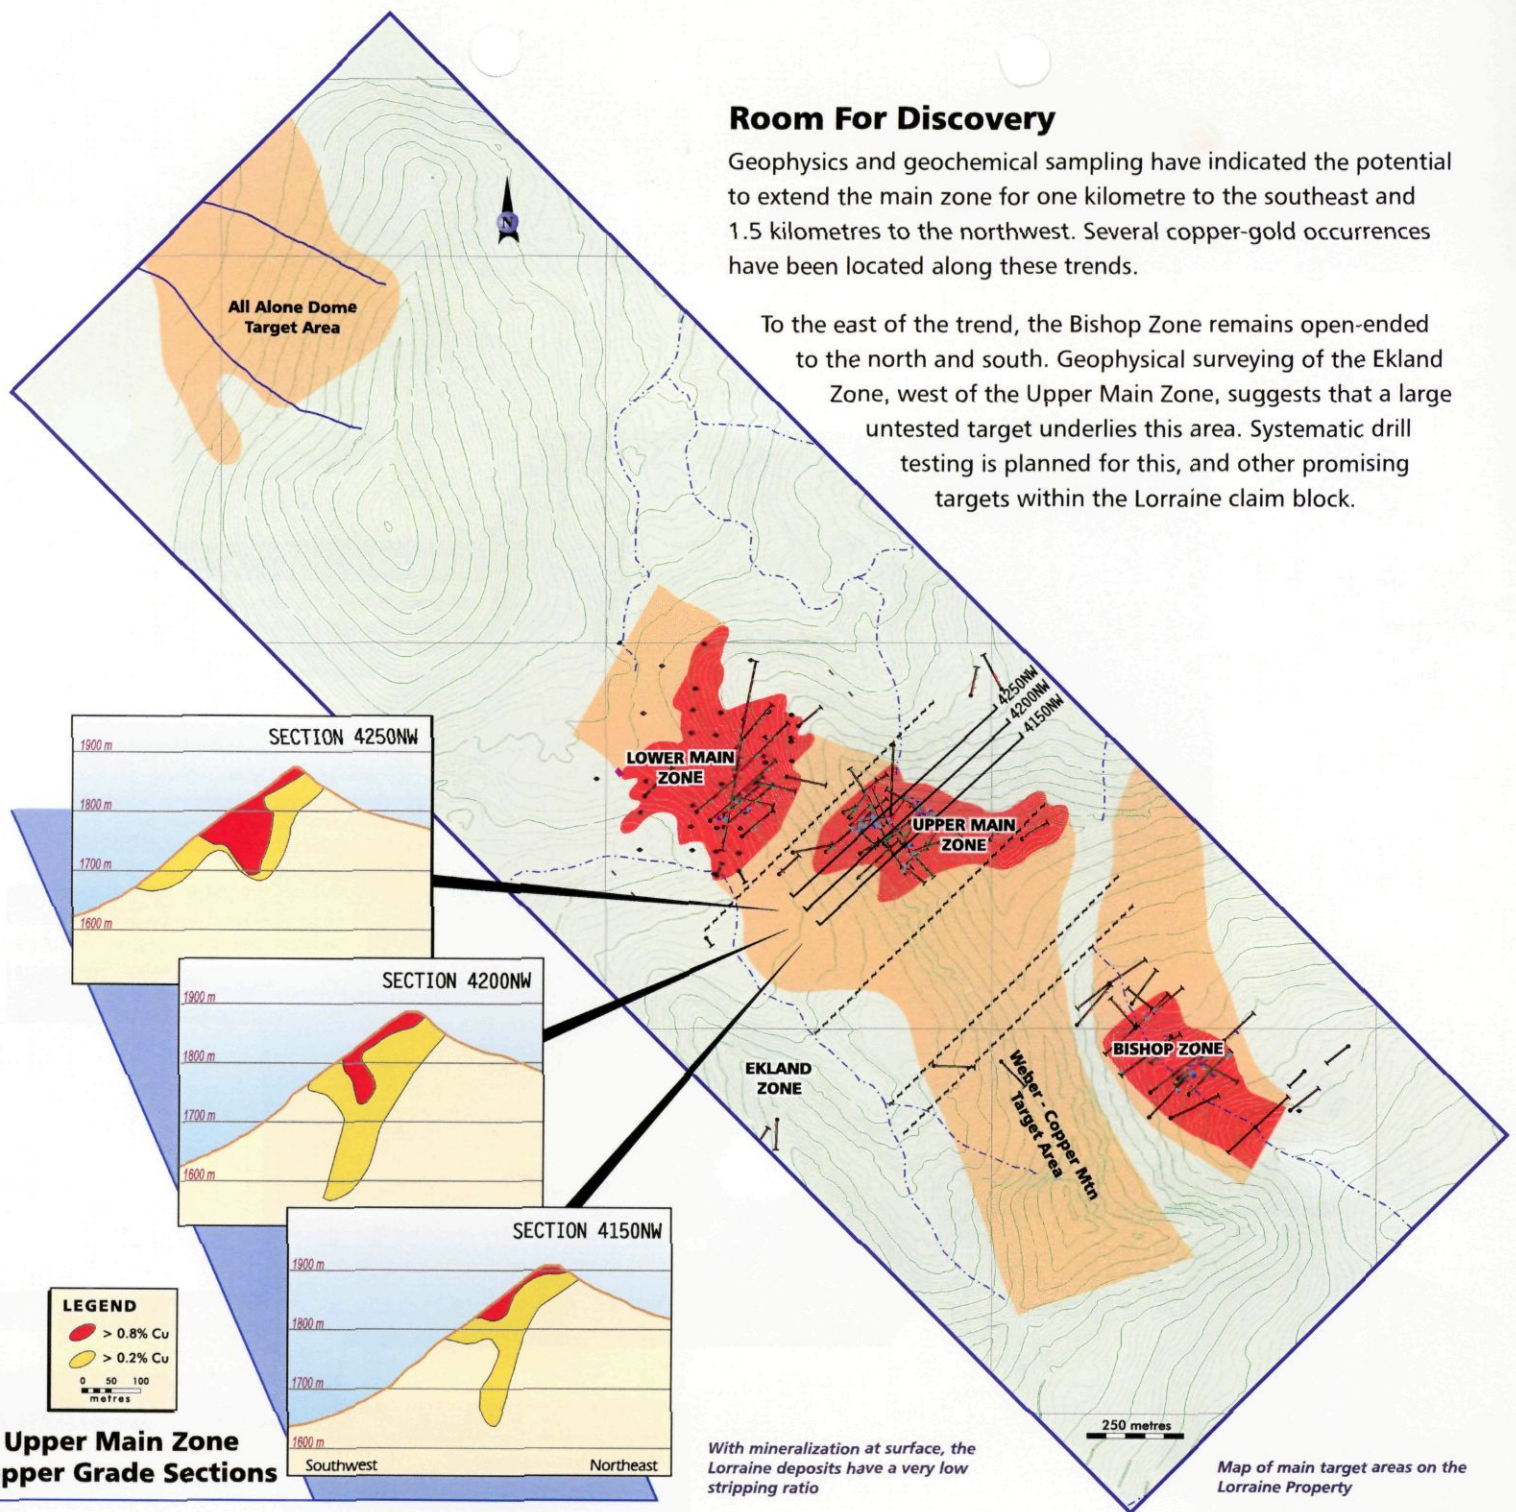 Room For Discovery
Geophysics and geochemical sampling have indicated the potential
to extend the main zone for one kilometre to the southeast and
1.5 kilometres to the northwest. Several copper-gold occurrences
have been located along these trends.
To the east of the trend, the Bishop Zone remains open-ended
to the north and south. Geophysical surveying of the Ekland
Zone, west of the Upper Main Zone, suggests that a large
untested target underlies this area. Systematic drill
testing is planned for this, and other promising
targets within the Lorraine claim block.
N
All Alone Dome
Target Area
4250NW
4200NW
4150NW
LOWER MAIN
ZONE
UPPER MAIN
ZONE
BISHOP ZONE
EKLAND
ZONE
Weber - Copper Mtn
Target Area
SECTION 4250NW
1900 m
1800 m
1700 m
1600 m
SECTION 4200NW
1900 m
1800 m
1700 m
1600 m
SECTION 4150NW
1900 m
1800 m
1700 m
1600 m
Southwest
Northeast
LEGEND
> 0.8% Cu
> 0.2% Cu
0 50 100
metres
Upper Main Zone
pper Grade Sections
With mineralization at surface, the
Lorraine deposits have a very low
stripping ratio
250 metres
Map of main target areas on the
Lorraine Property